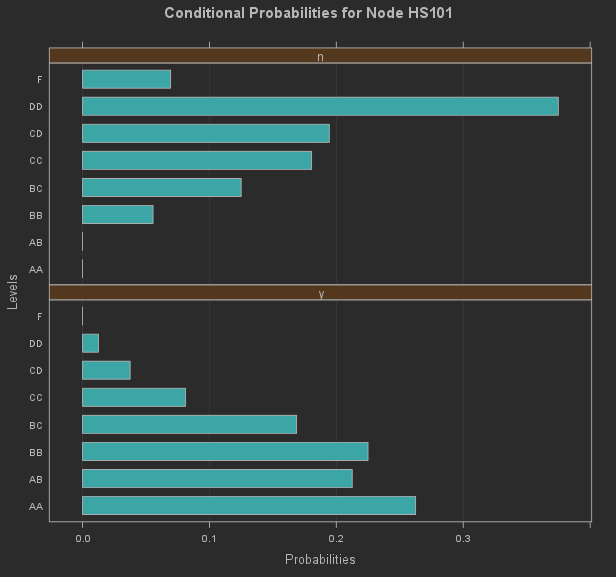 Conditional Probabilities for Node HS101
n
F
DD
CD
CC
BC
BB
AB
AA
y
F
DD
CD
CC
BC
BB
AB
AA
Levels
0.0 0.1 0.2 0.3
Probabilities